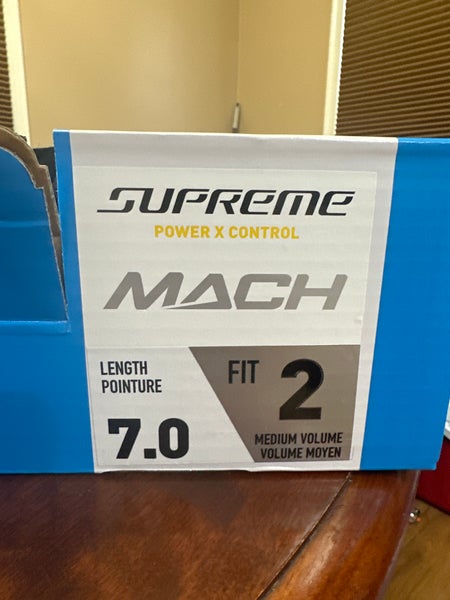 SUPREME
POWER X CONTROL
MACH
LENGTH
POINTURE
7.0
FIT 2
MEDIUM VOLUME
VOLUME MOYEN